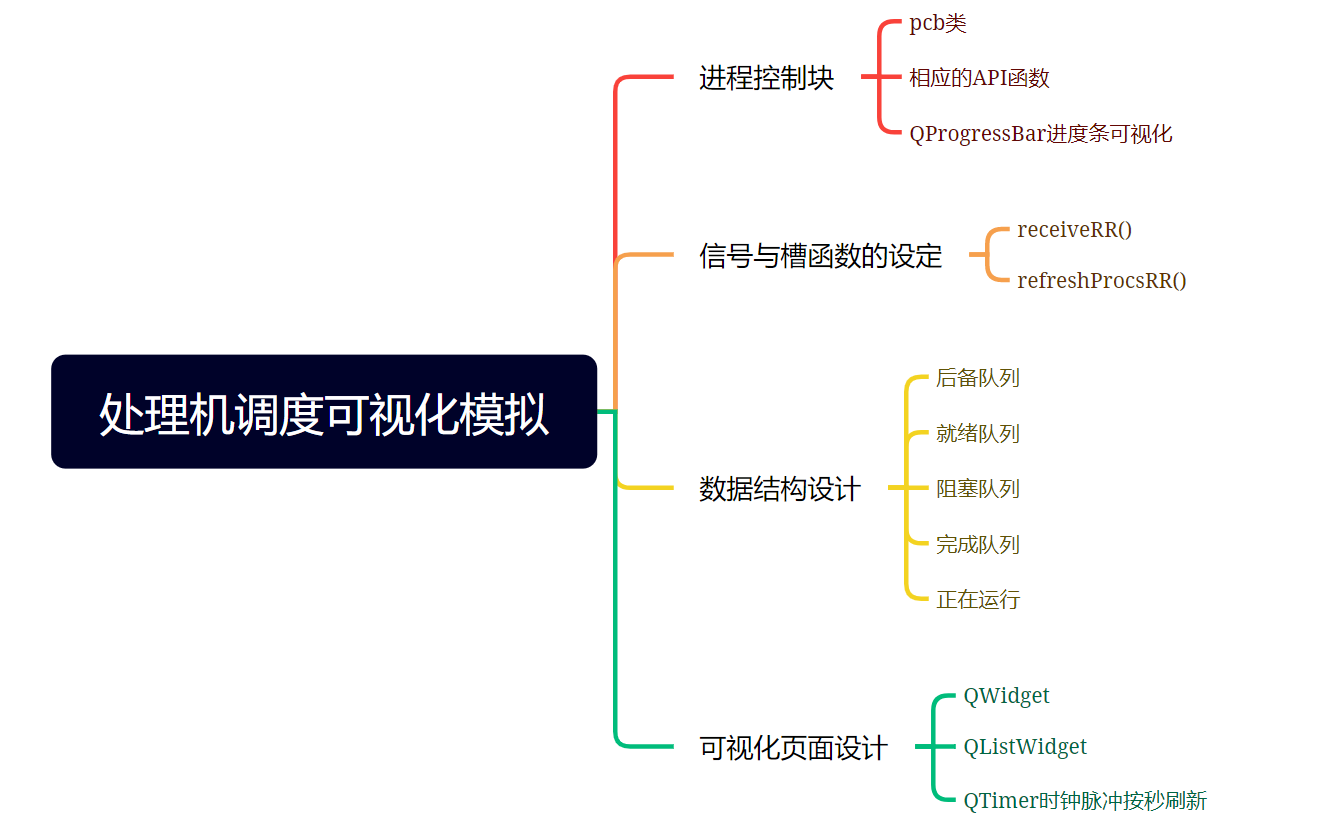 处理机调度可视化模拟
进程控制块
pcb类
相应的API函数
QProgressBar进度条可视化
信号与槽函数的设定
receiveRR()
refreshProcsRR()
数据结构设计
后备队列
就绪队列
阻塞队列
完成队列
正在运行
可视化页面设计
QWidget
QListWidget
QTimer时钟脉冲按秒刷新